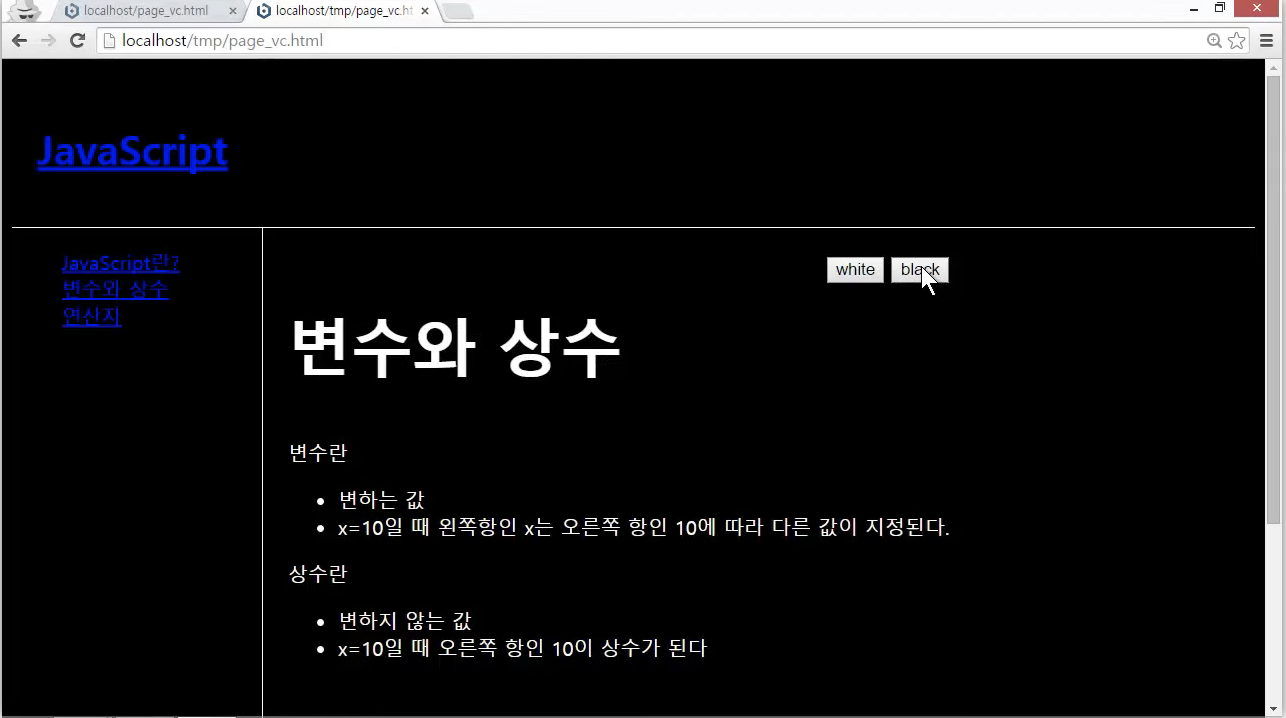 localhost/page_vc.html
localhost/tmp/page_vc.ht
localhost/tmp/page_vc.html
JavaScript
JavaScript란?
변수와 상수
연산자
white black
변수와 상수
변수란
변하는 값
x=10일 때 왼쪽항인 x는 오른쪽 항인 10에 따라 다른 값이 지정된다.
상수란
변하지 않는 값
x=10일 때 오른쪽 항인 10이 상수가 된다